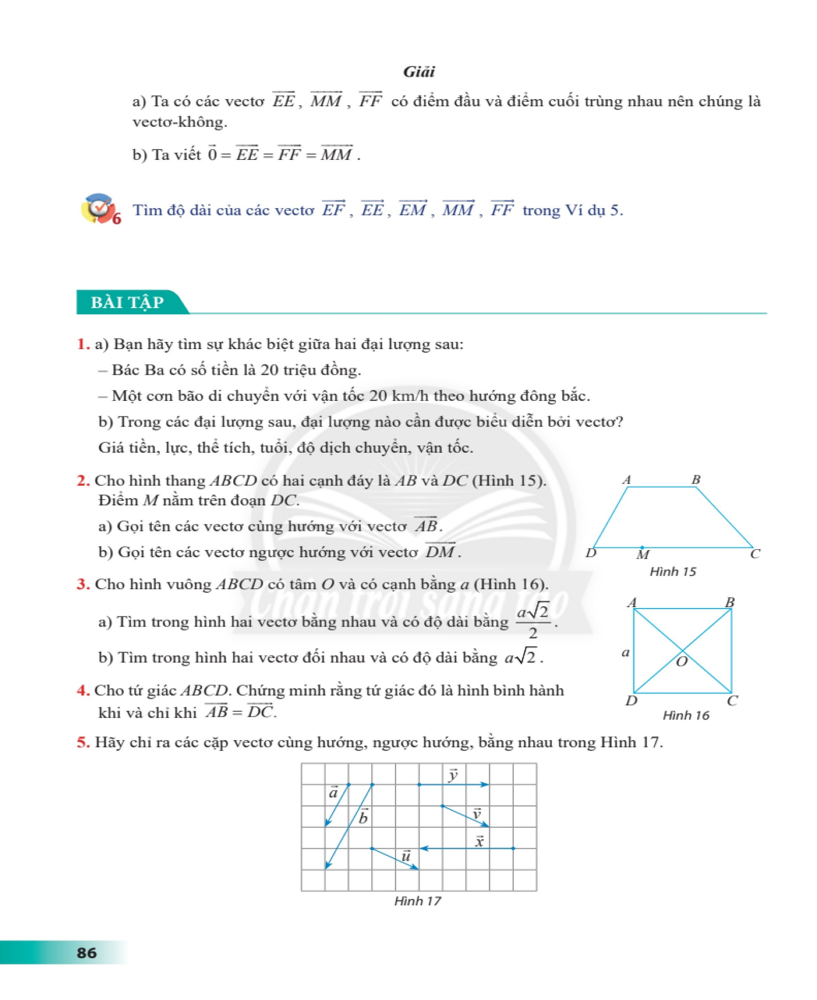 Giải
a) Ta có các vectơ $\overrightarrow{EE}$, $\overrightarrow{MM}$, $\overrightarrow{FF}$ có điểm đầu và điểm cuối trùng nhau nên chúng là
vectơ-không.
b) Ta viết $\vec{0} = \overrightarrow{EE} = \overrightarrow{FF} = \overrightarrow{MM}$.
6 Tìm độ dài của các vectơ $\overrightarrow{EF}$, $\overrightarrow{EE}$, $\overrightarrow{EM}$, $\overrightarrow{MM}$, $\overrightarrow{FF}$ trong Ví dụ 5.
BÀI TẬP
1. a) Bạn hãy tìm sự khác biệt giữa hai đại lượng sau:
– Bác Ba có số tiền là 20 triệu đồng.
– Một cơn bão di chuyển với vận tốc 20 km/h theo hướng đông bắc.
b) Trong các đại lượng sau, đại lượng nào cần được biểu diễn bởi vectơ?
Giá tiền, lực, thể tích, tuổi, độ dịch chuyển, vận tốc.
2. Cho hình thang ABCD có hai cạnh đáy là AB và DC (Hình 15).
Điểm M nằm trên đoạn DC.
a) Gọi tên các vectơ cùng hướng với vectơ $\overrightarrow{AB}$.
b) Gọi tên các vectơ ngược hướng với vectơ $\overrightarrow{DM}$.
A B
D M C
Hình 15
3. Cho hình vuông ABCD có tâm O và có cạnh bằng a (Hình 16).
a) Tìm trong hình hai vectơ bằng nhau và có độ dài bằng $\frac{a\sqrt{2}}{2}$.
b) Tìm trong hình hai vectơ đối nhau và có độ dài bằng $a\sqrt{2}$.
A B
a O
D C
Hình 16
4. Cho tứ giác ABCD. Chứng minh rằng tứ giác đó là hình bình hành
khi và chỉ khi $\overrightarrow{AB} = \overrightarrow{DC}$.
5. Hãy chỉ ra các cặp vectơ cùng hướng, ngược hướng, bằng nhau trong Hình 17.
$\vec{y}$
$\vec{a}$
$\vec{b}$ $\vec{v}$
$\vec{x}$
$\vec{u}$
Hình 17
Chân trời sáng tạo
86